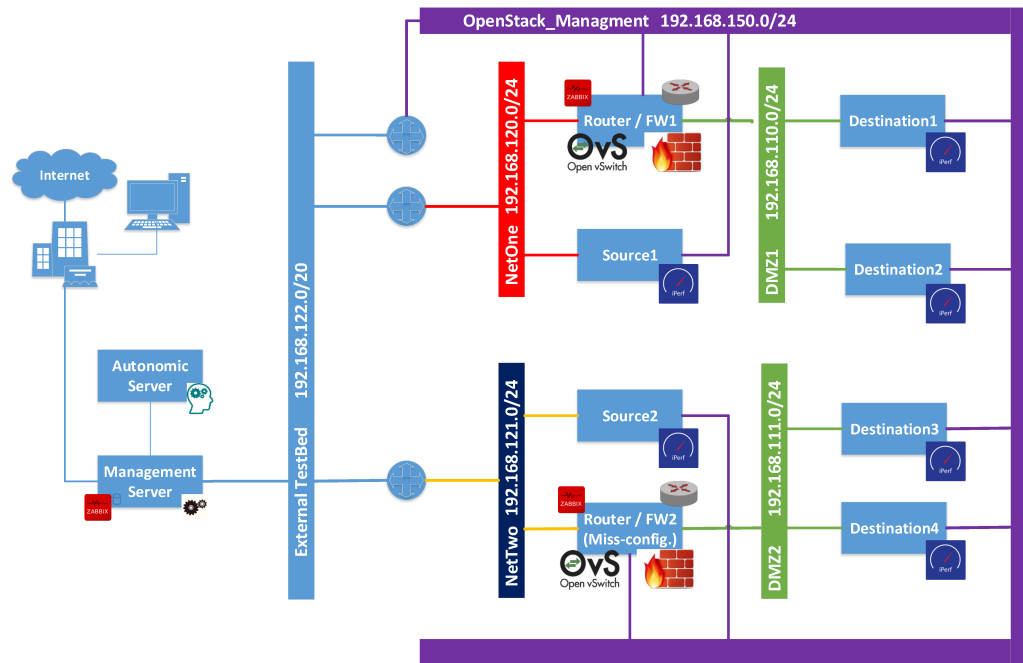 OpenStack_Managment 192.168.150.0/24
Internet
Autonomic
Server
Management
Server
ZABBIX
External TestBed 192.168.122.0/20
NetOne 192.168.120.0/24
ZABBIX
Router / FW1
OvS
Open vSwitch
Source1
iPerf
DMZ1 192.168.110.0/24
Destination1
iPerf
Destination2
iPerf
NetTwo 192.168.121.0/24
Source2
iPerf
ZABBIX
Router / FW2
(Miss-config.)
OvS
Open vSwitch
DMZ2 192.168.111.0/24
Destination3
iPerf
Destination4
iPerf